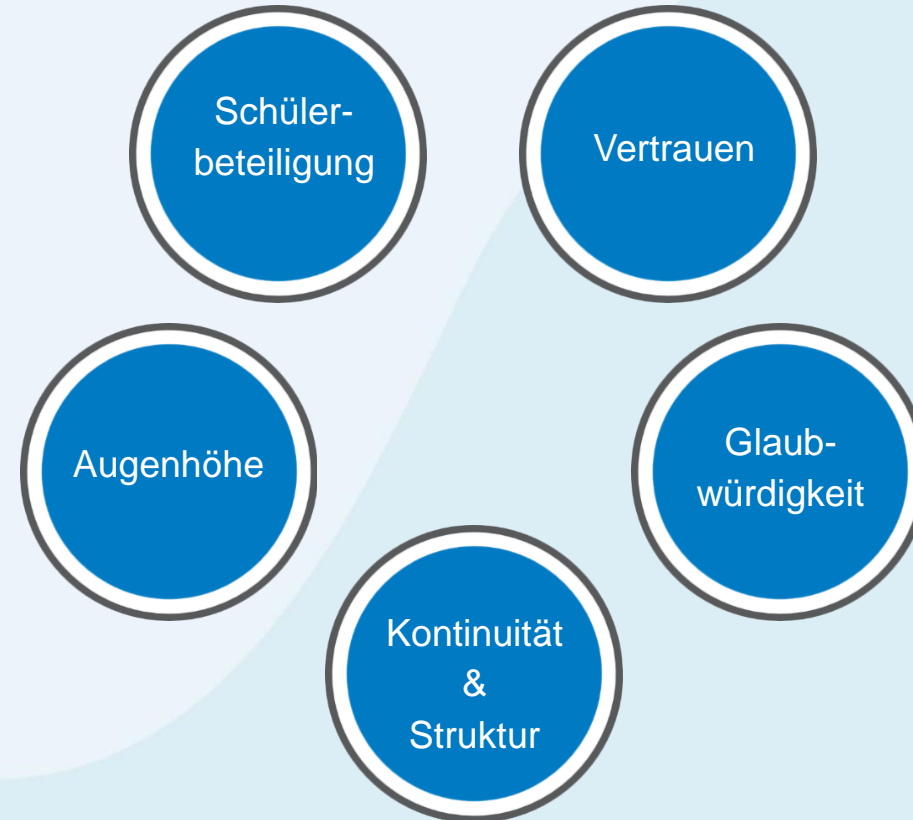 Schüler-
beteiligung
Vertrauen
Augenhöhe
Glaub-
würdigkeit
Kontinuität
&
Struktur